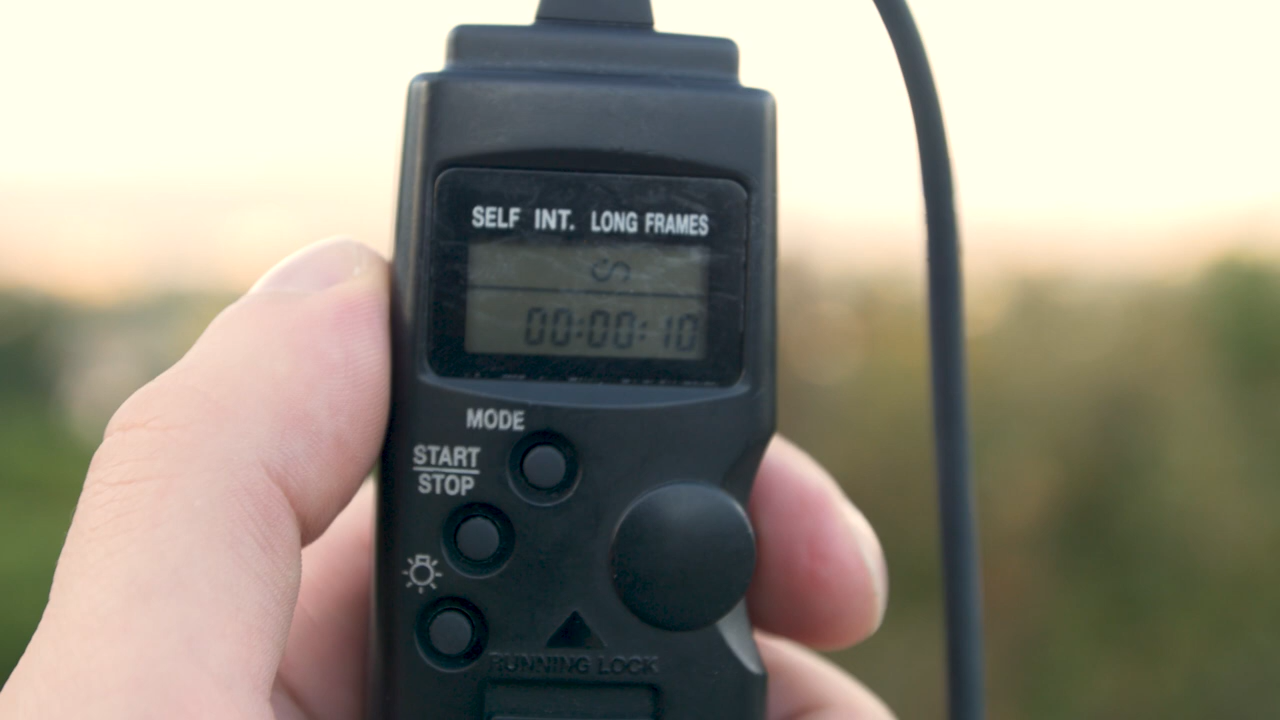 SELF INT. LONG FRAMES
00:00:10
MODE
START
STOP
RUNNING LOCK